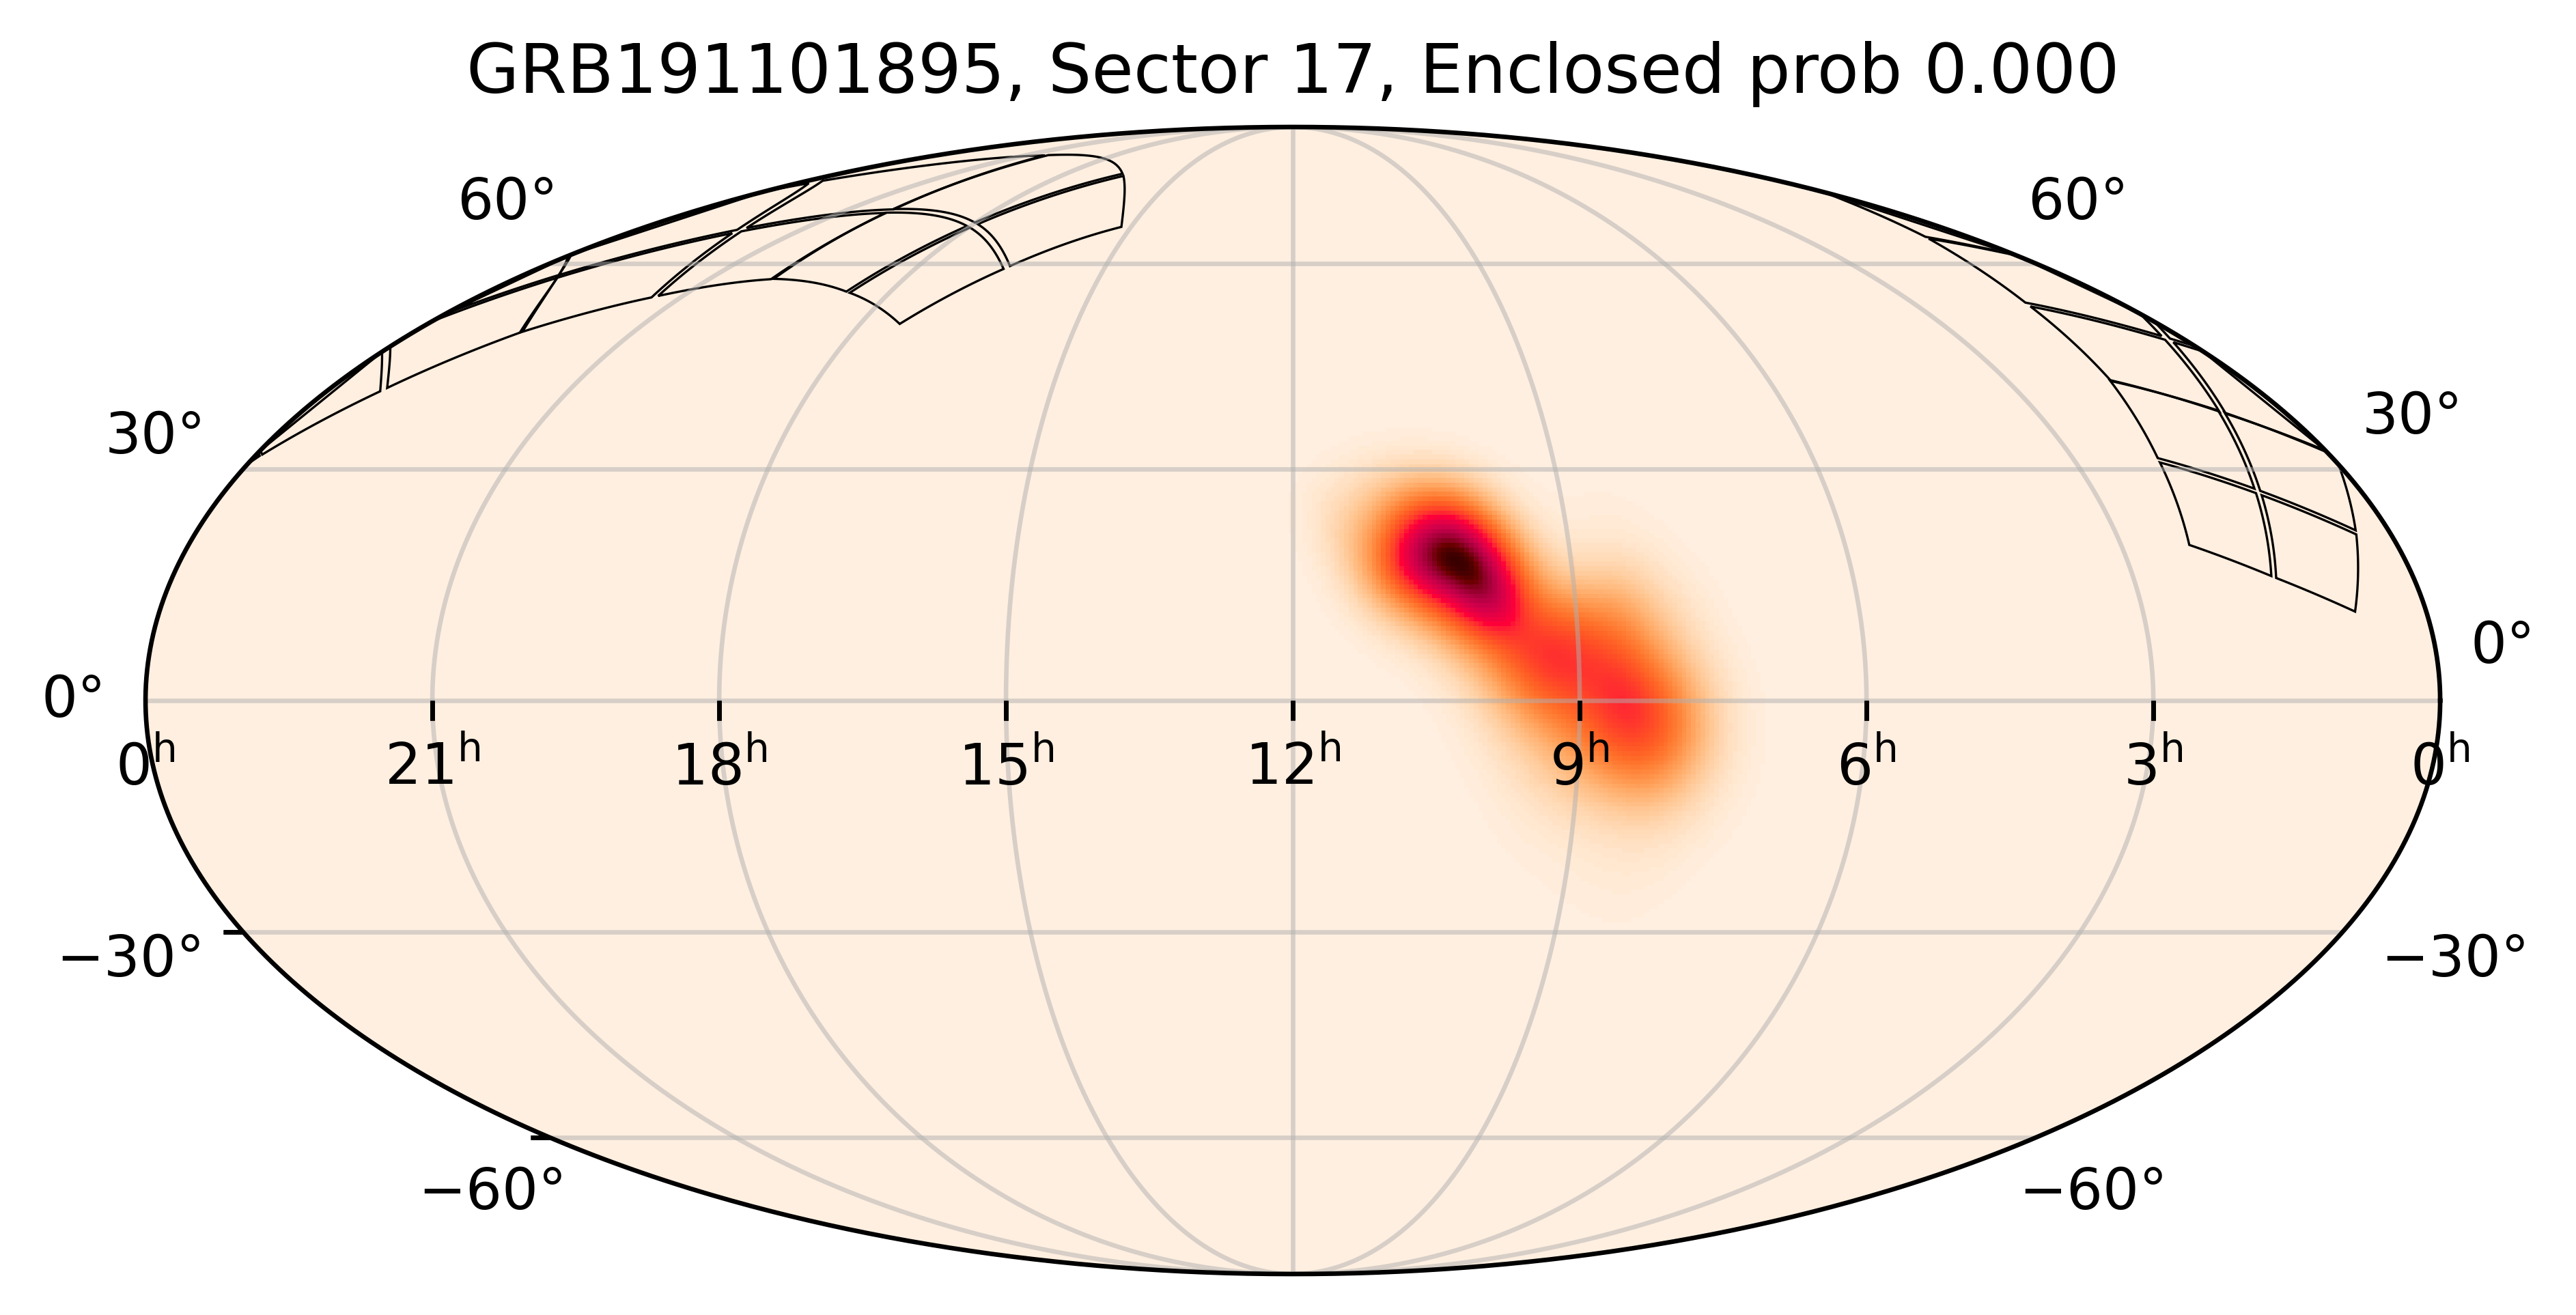 GRB191101895, Sector 17, Enclosed prob 0.000
60° 60°
30° 30°
0° 0°
0ʰ 21ʰ 18ʰ 15ʰ 12ʰ 9ʰ 6ʰ 3ʰ 0ʰ
−30° −30°
−60° −60°